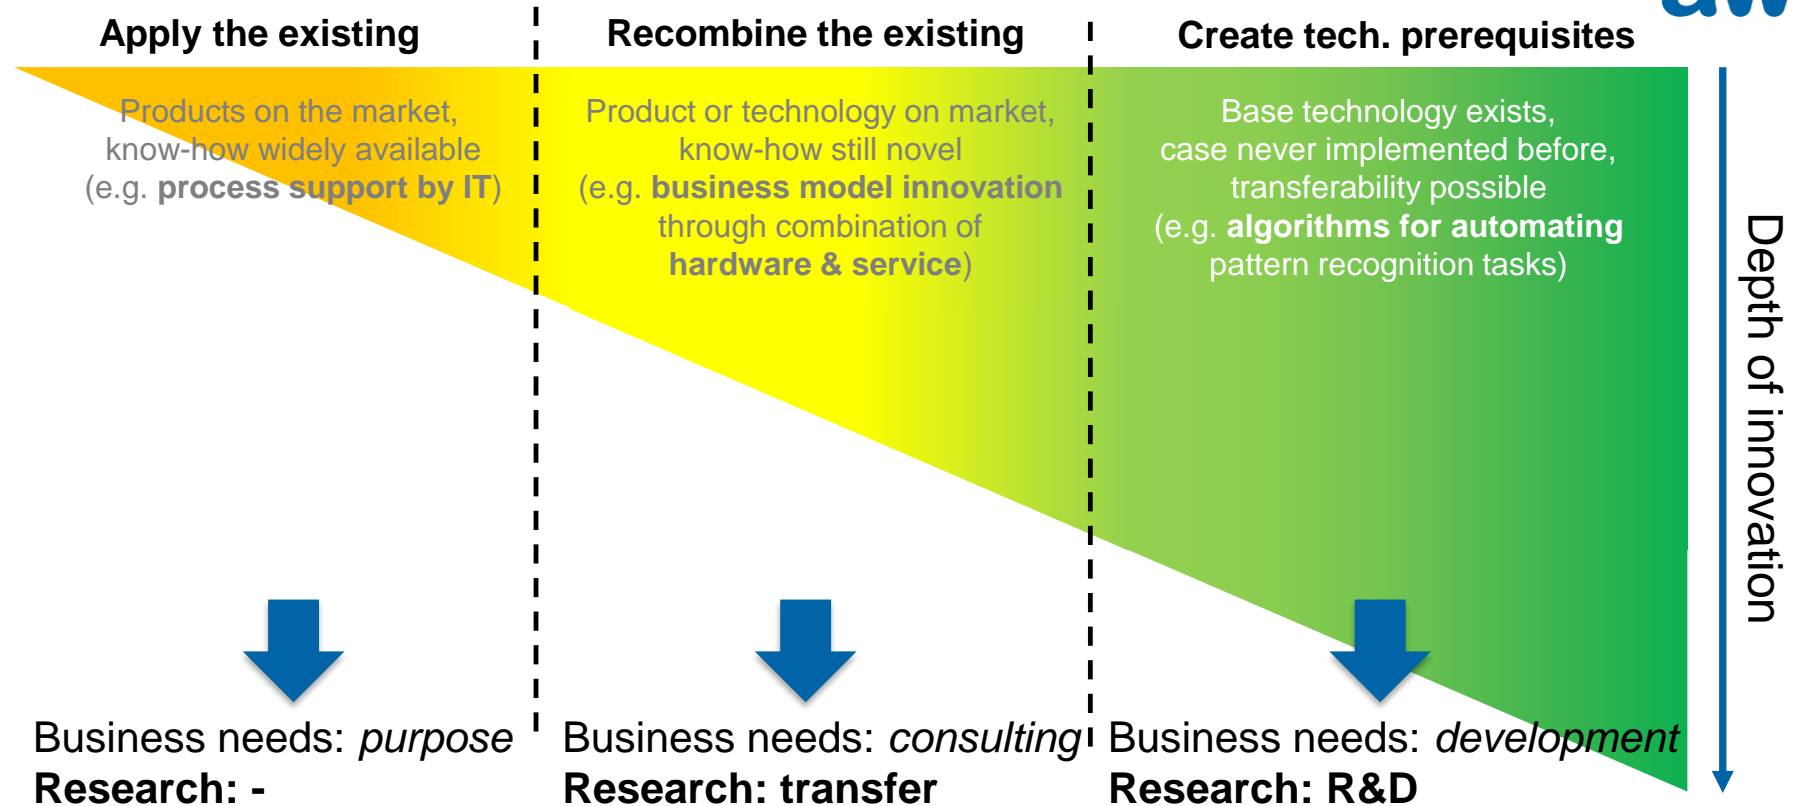 Apply the existing
Products on the market,
know-how widely available
(e.g. process support by IT)
Business needs: purpose
Research: -
Recombine the existing
Product or technology on market,
know-how still novel
(e.g. business model innovation
through combination of
hardware & service)
Business needs: consulting
Research: transfer
Create tech. prerequisites
Base technology exists,
case never implemented before,
transferability possible
(e.g. algorithms for automating
pattern recognition tasks)
Business needs: development
Research: R&D
Depth of innovation